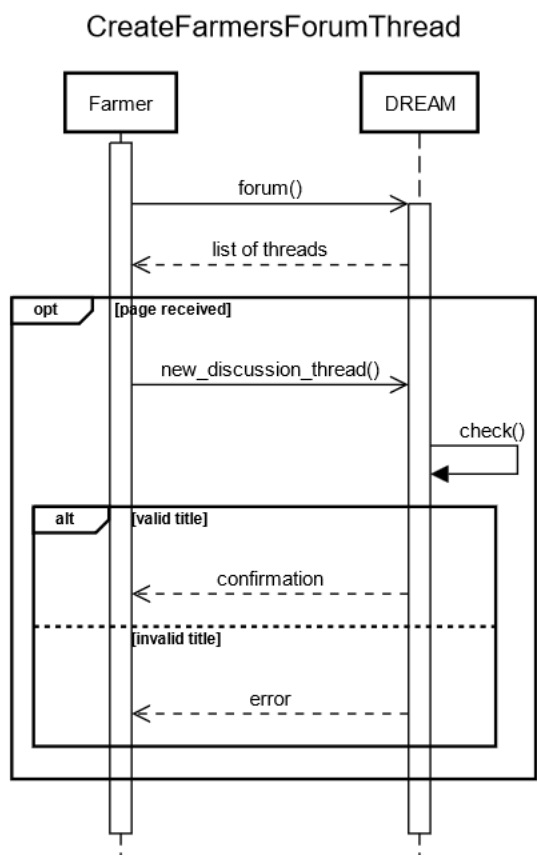 CreateFarmersForumThread
Farmer
DREAM
forum()
list of threads
opt
[page received]
new_discussion_thread()
check()
alt
[valid title]
confirmation
[invalid title]
error